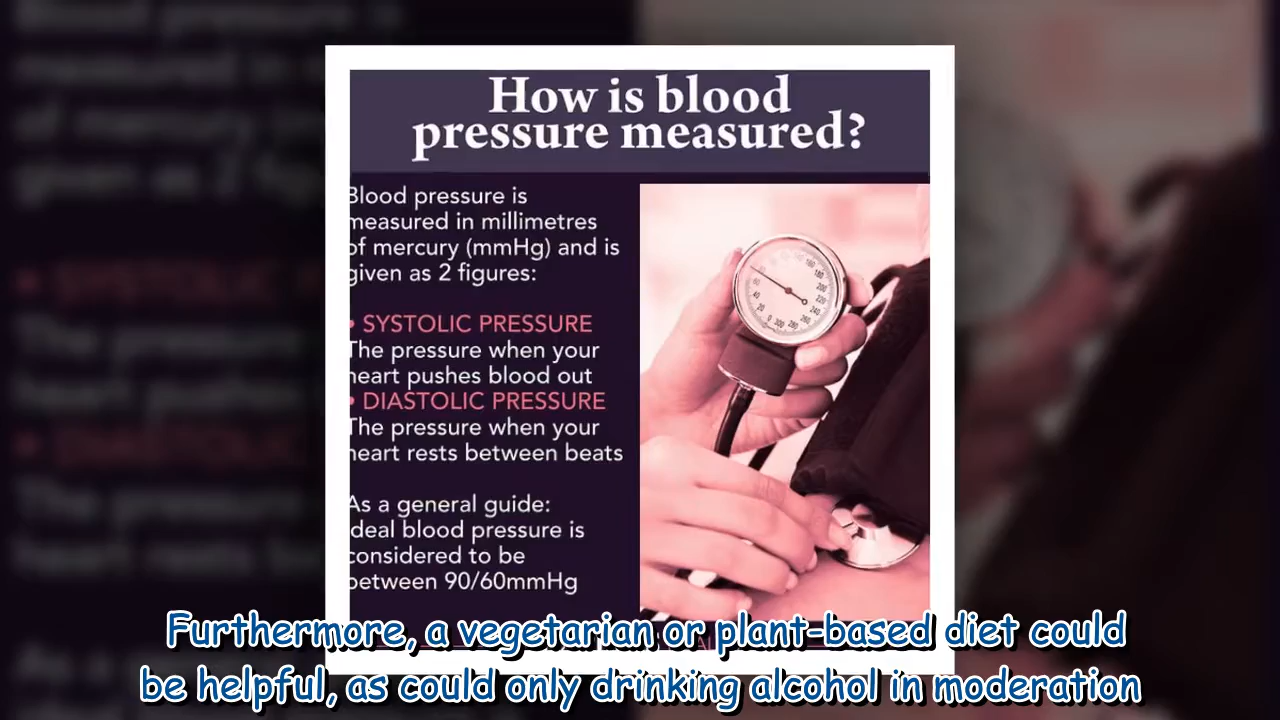 How is blood
pressure measured?
Blood pressure is
measured in millimetres
of mercury (mmHg) and is
given as 2 figures:
• SYSTOLIC PRESSURE
The pressure when your
heart pushes blood out
• DIASTOLIC PRESSURE
The pressure when your
heart rests between beats
As a general guide:
ideal blood pressure is
considered to be
between 90/60mmHg
Furthermore, a vegetarian or plant-based diet could
be helpful, as could only drinking alcohol in moderation